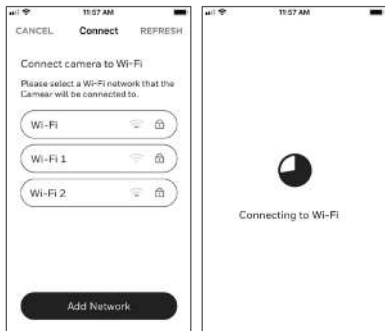 11:57 AM
CANCEL Connect REFRESH
Connect camera to Wi-Fi
Please select a Wi-Fi network that the
Camear will be connected to.
Wi-Fi
Wi-Fi 1
Wi-Fi 2
Add Network
11:57 AM
Connecting to Wi-Fi